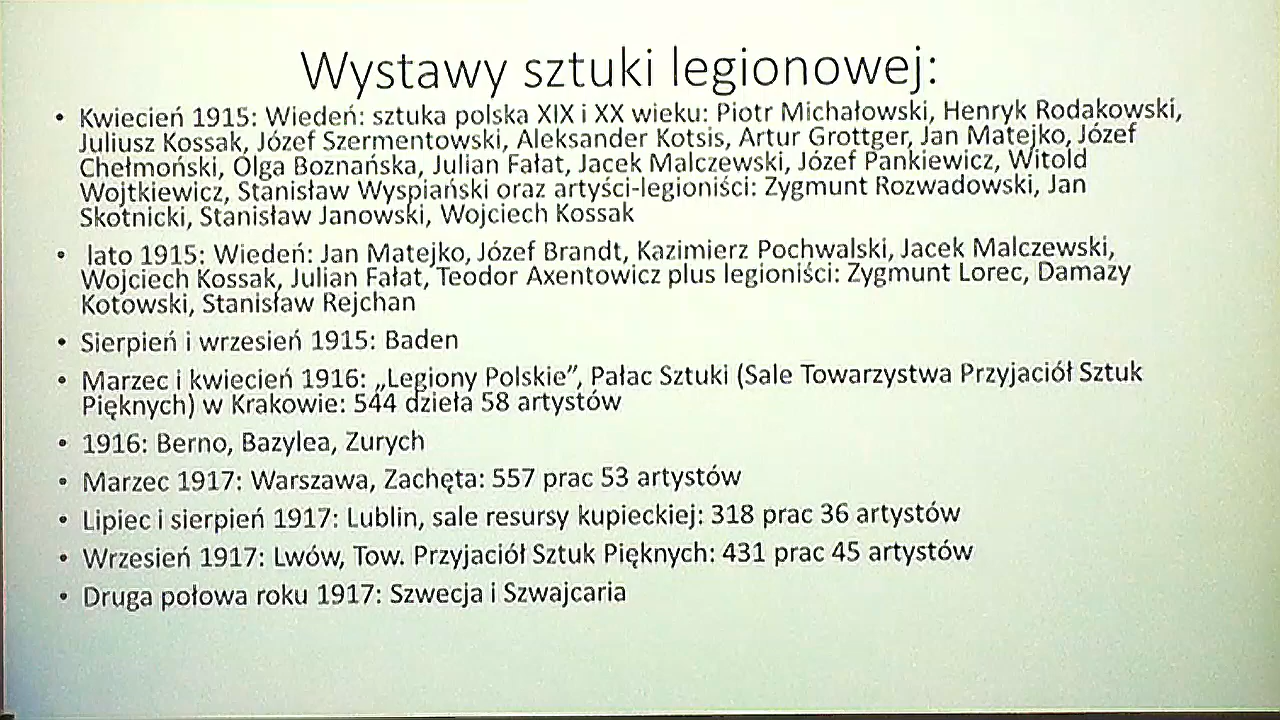 Wystawy sztuki legionowej:
• Kwiecień 1915: Wiedeń: sztuka polska XIX i XX wieku: Piotr Michałowski, Henryk Rodakowski,
Juliusz Kossak, Józef Szermentowski, Aleksander Kotsis, Artur Grottger, Jan Matejko, Józef
Chełmoński, Olga Boznańska, Julian Fałat, Jacek Malczewski, Józef Pankiewicz, Witold
Wojtkiewicz, Stanisław Wyspiański oraz artyści-legioniści: Zygmunt Rozwadowski, Jan
Skotnicki, Stanisław Janowski, Wojciech Kossak
• lato 1915: Wiedeń: Jan Matejko, Józef Brandt, Kazimierz Pochwalski, Jacek Malczewski,
Wojciech Kossak, Julian Fałat, Teodor Axentowicz plus legioniści: Zygmunt Lorec, Damazy
Kotowski, Stanisław Rejchan
• Sierpień i wrzesień 1915: Baden
• Marzec i kwiecień 1916: „Legiony Polskie”, Pałac Sztuki (Sale Towarzystwa Przyjaciół Sztuk
Pięknych) w Krakowie: 544 dzieła 58 artystów
• 1916: Berno, Bazylea, Zurych
• Marzec 1917: Warszawa, Zachęta: 557 prac 53 artystów
• Lipiec i sierpień 1917: Lublin, sale resursy kupieckiej: 318 prac 36 artystów
• Wrzesień 1917: Lwów, Tow. Przyjaciół Sztuk Pięknych: 431 prac 45 artystów
• Druga połowa roku 1917: Szwecja i Szwajcaria